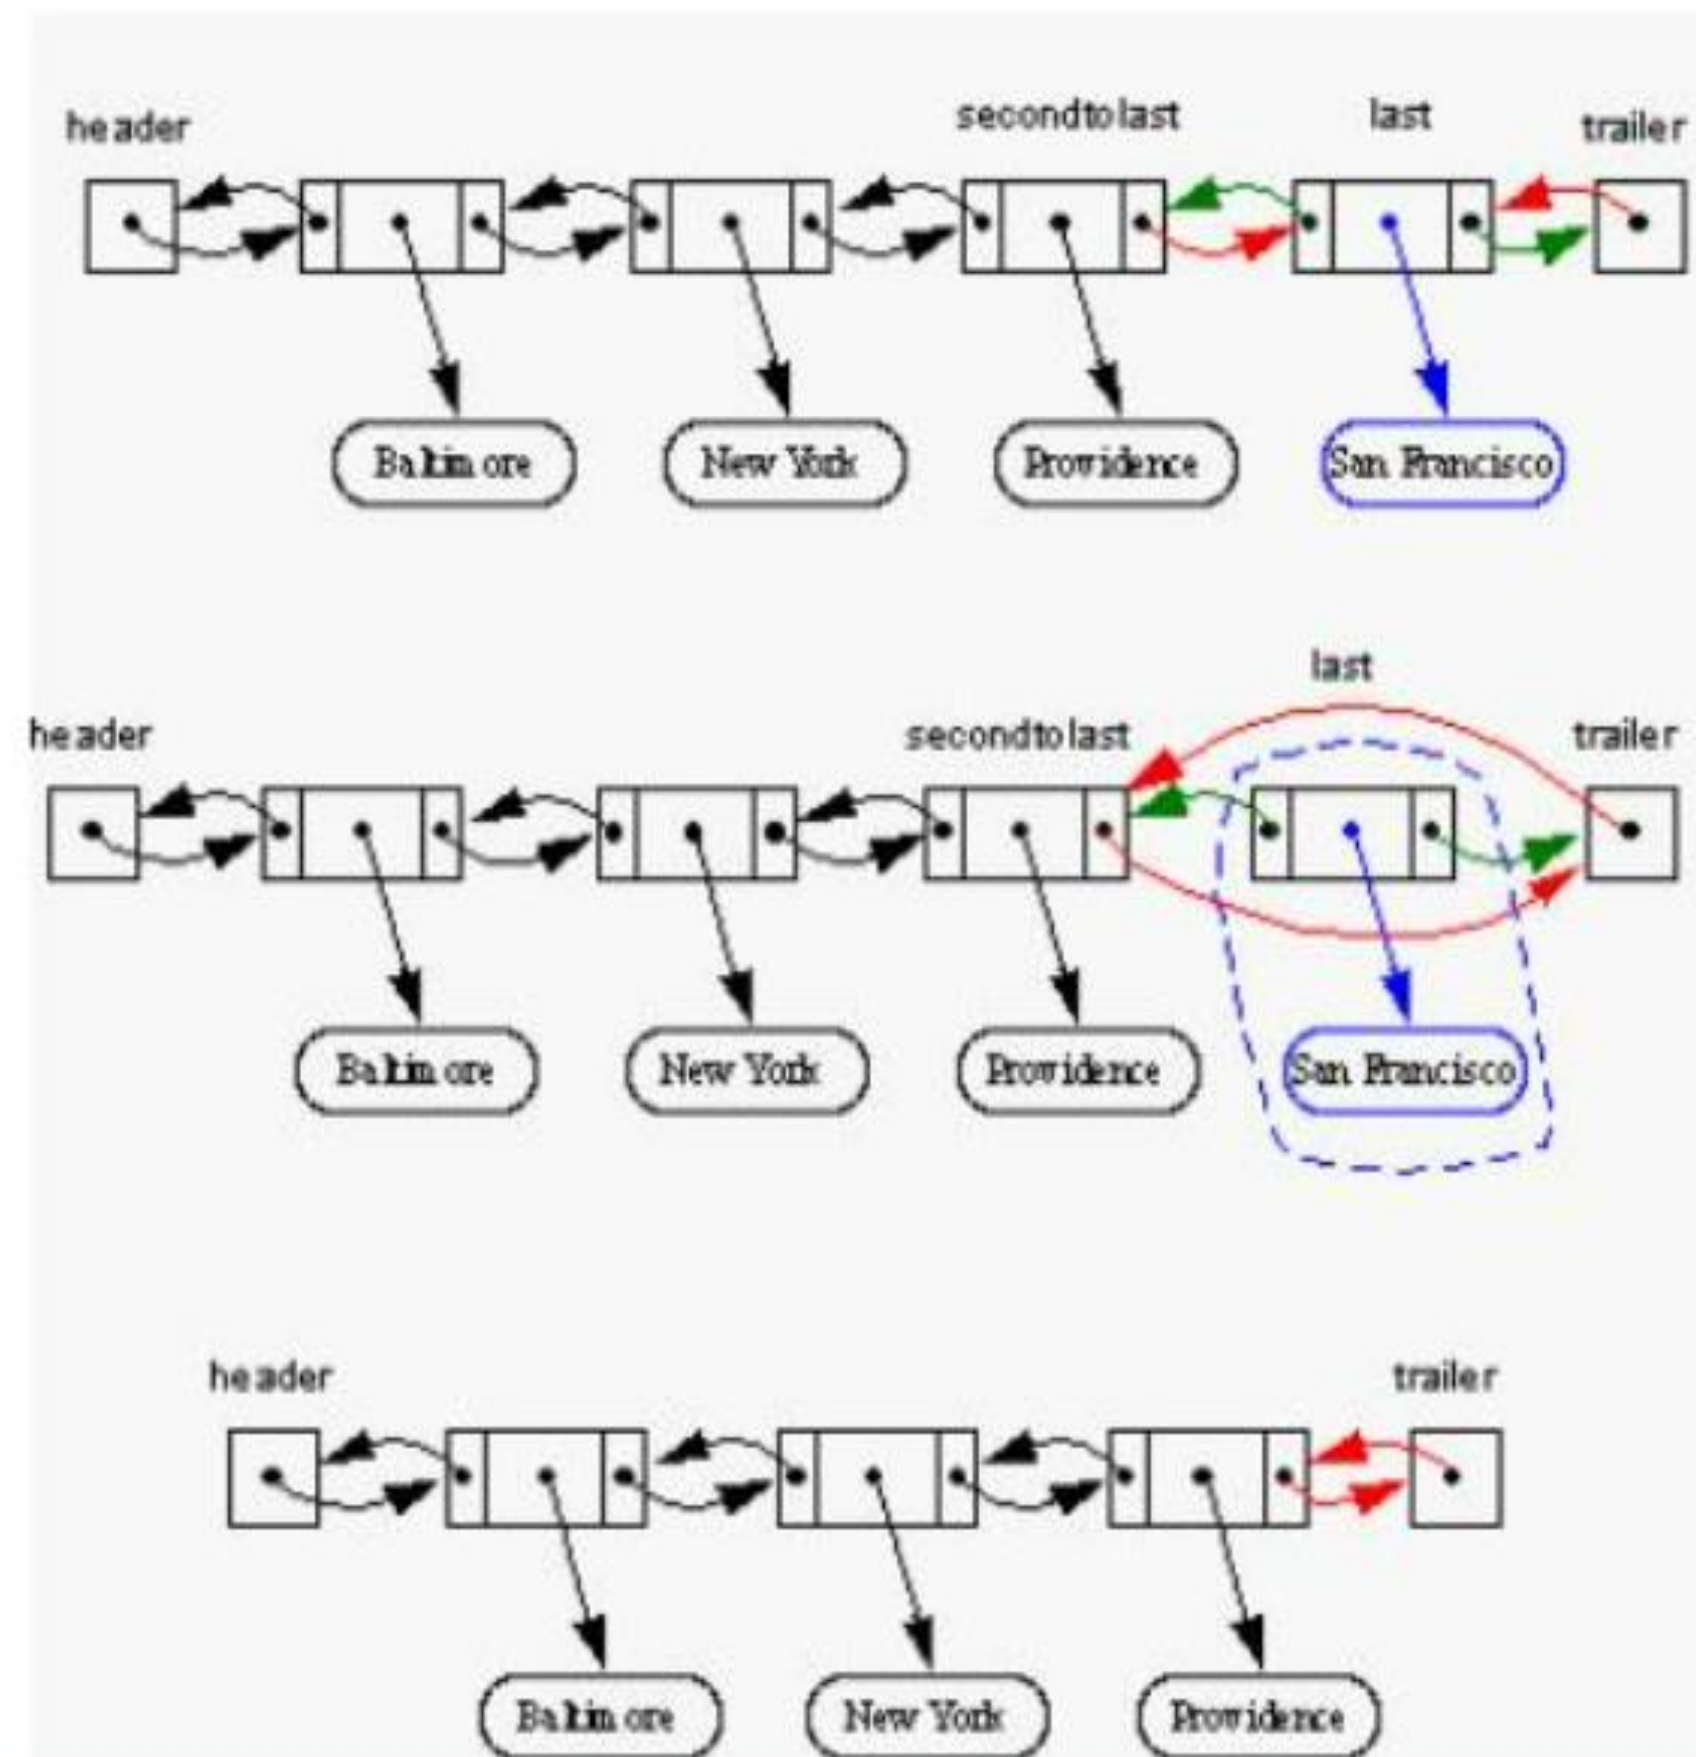 header
secondtolast
last
trailer
Baltimore
New York
Providence
San Francisco
last
header
secondtolast
trailer
Baltimore
New York
Providence
San Francisco
header
trailer
Baltimore
New York
Providence